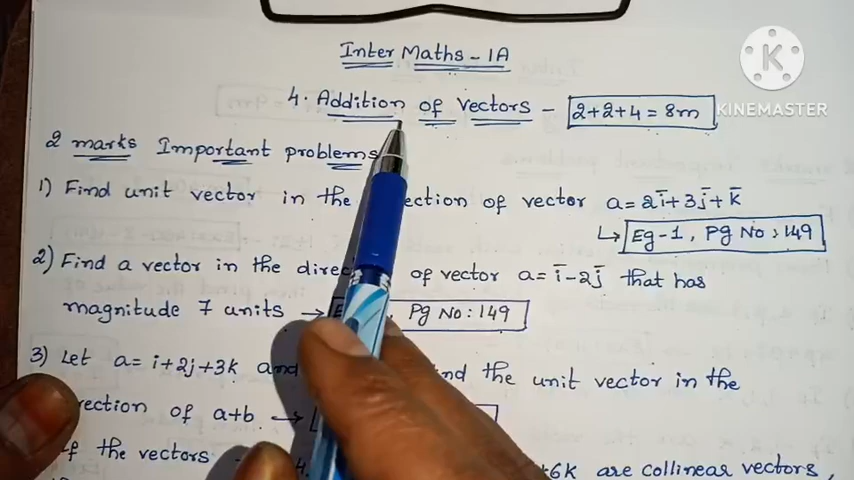 Inter Maths - IA
4. Addition of vectors - 2+2+4 = 8m
KINEMASTER
2 marks Important problems
1) Find unit vector in the ection of vector a = 2i̅+3j̅+k̅
↳ Eg-1, Pg No: 149
2) Find a vector in the dire of vector a = i̅-2j̅ that has
magnitude 7 units → Pg No: 149
3) Let a= i+2j+3k and nd the unit vector in the
rection of a+b →
f the vectors +6k are collinear vectors,